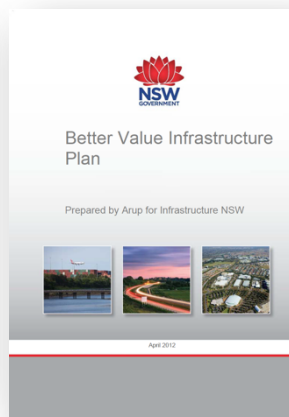 NSW
GOVERNMENT
Better Value Infrastructure
Plan
Prepared by Arup for Infrastructure NSW
April 2012